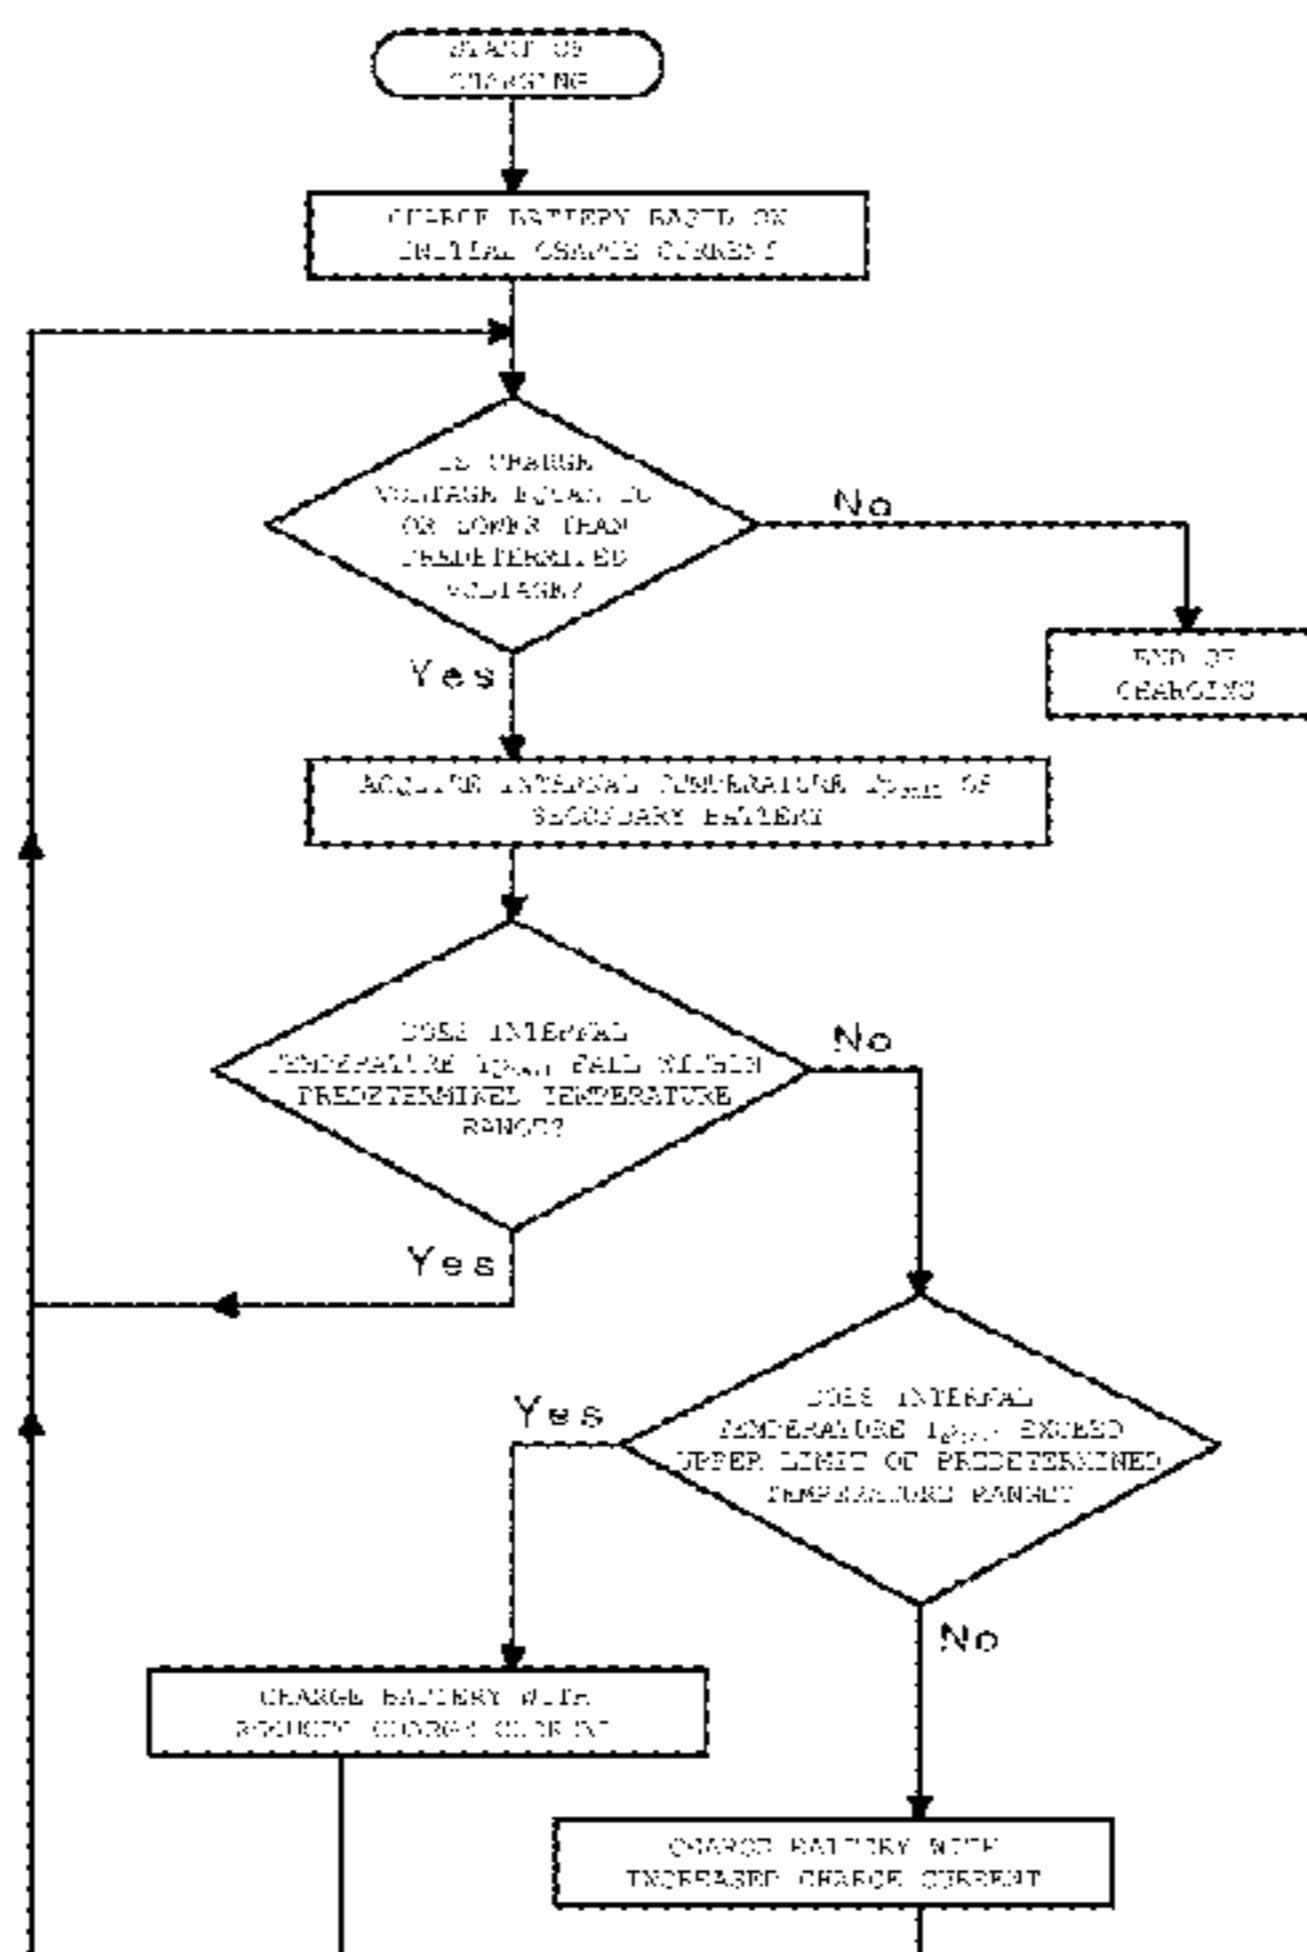 START OF
CHARGING
CHARGE BATTERY BASED ON
INITIAL CHARGE CURRENT
IS CHARGE
VOLTAGE EQUAL TO
OR LOWER THAN
PREDETERMINED
VOLTAGE?
No
Yes
END OF
CHARGING
ACQUIRE INTERNAL TEMPERATURE OF
SECONDARY BATTERY
DOES INTERNAL
TEMPERATURE FALL WITHIN
PREDETERMINED TEMPERATURE
RANGE?
No
Yes
DOES INTERNAL
TEMPERATURE EXCEED
UPPER LIMIT OF PREDETERMINED
TEMPERATURE RANGE?
Yes
No
CHARGE BATTERY WITH
REDUCED CHARGE CURRENT
CHARGE BATTERY WITH
INCREASED CHARGE CURRENT